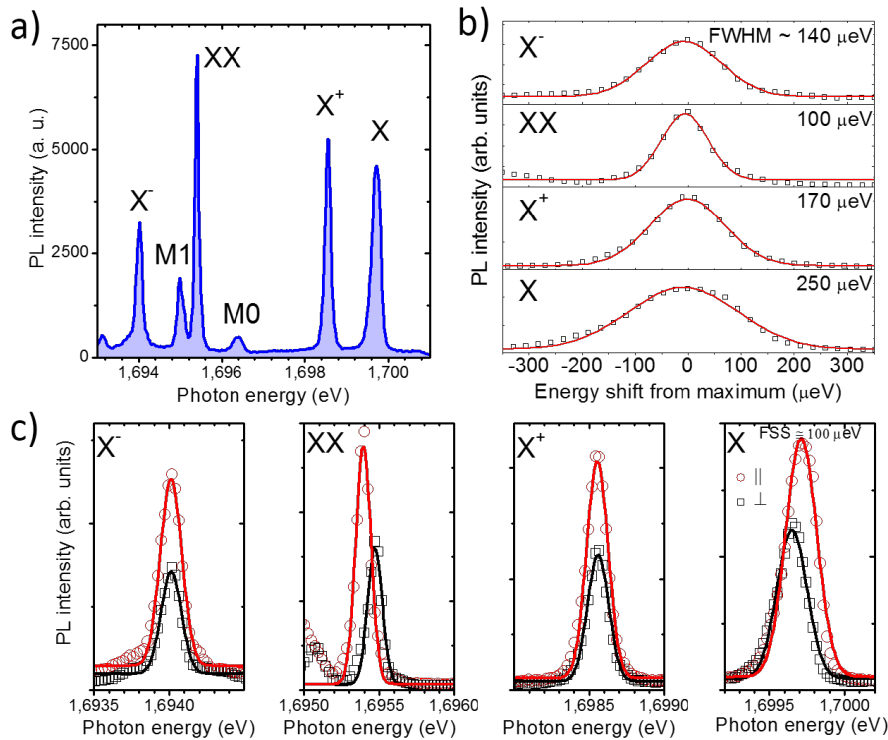 a)
7500
5000
2500
0
PL intensity (a. u.)
X-
M1
XX
M0
X+
X
1,694
1,696
1,698
1,700
Photon energy (eV)
b)
X-
FWHM ~ 140 μeV
XX
100 μeV
X+
170 μeV
X
250 μeV
PL intensity (arb. units)
-300
-200
-100
0
100
200
300
Energy shift from maximum (μeV)
c)
PL intensity (arb. units)
X-
1,6935
1,6940
Photon energy (eV)
XX
1,6950
1,6955
1,6960
Photon energy (eV)
X+
1,6985
1,6990
Photon energy (eV)
X
FSS ≅ 100 μeV
||
⊥
1,6995
1,7000
Photon energy (eV)